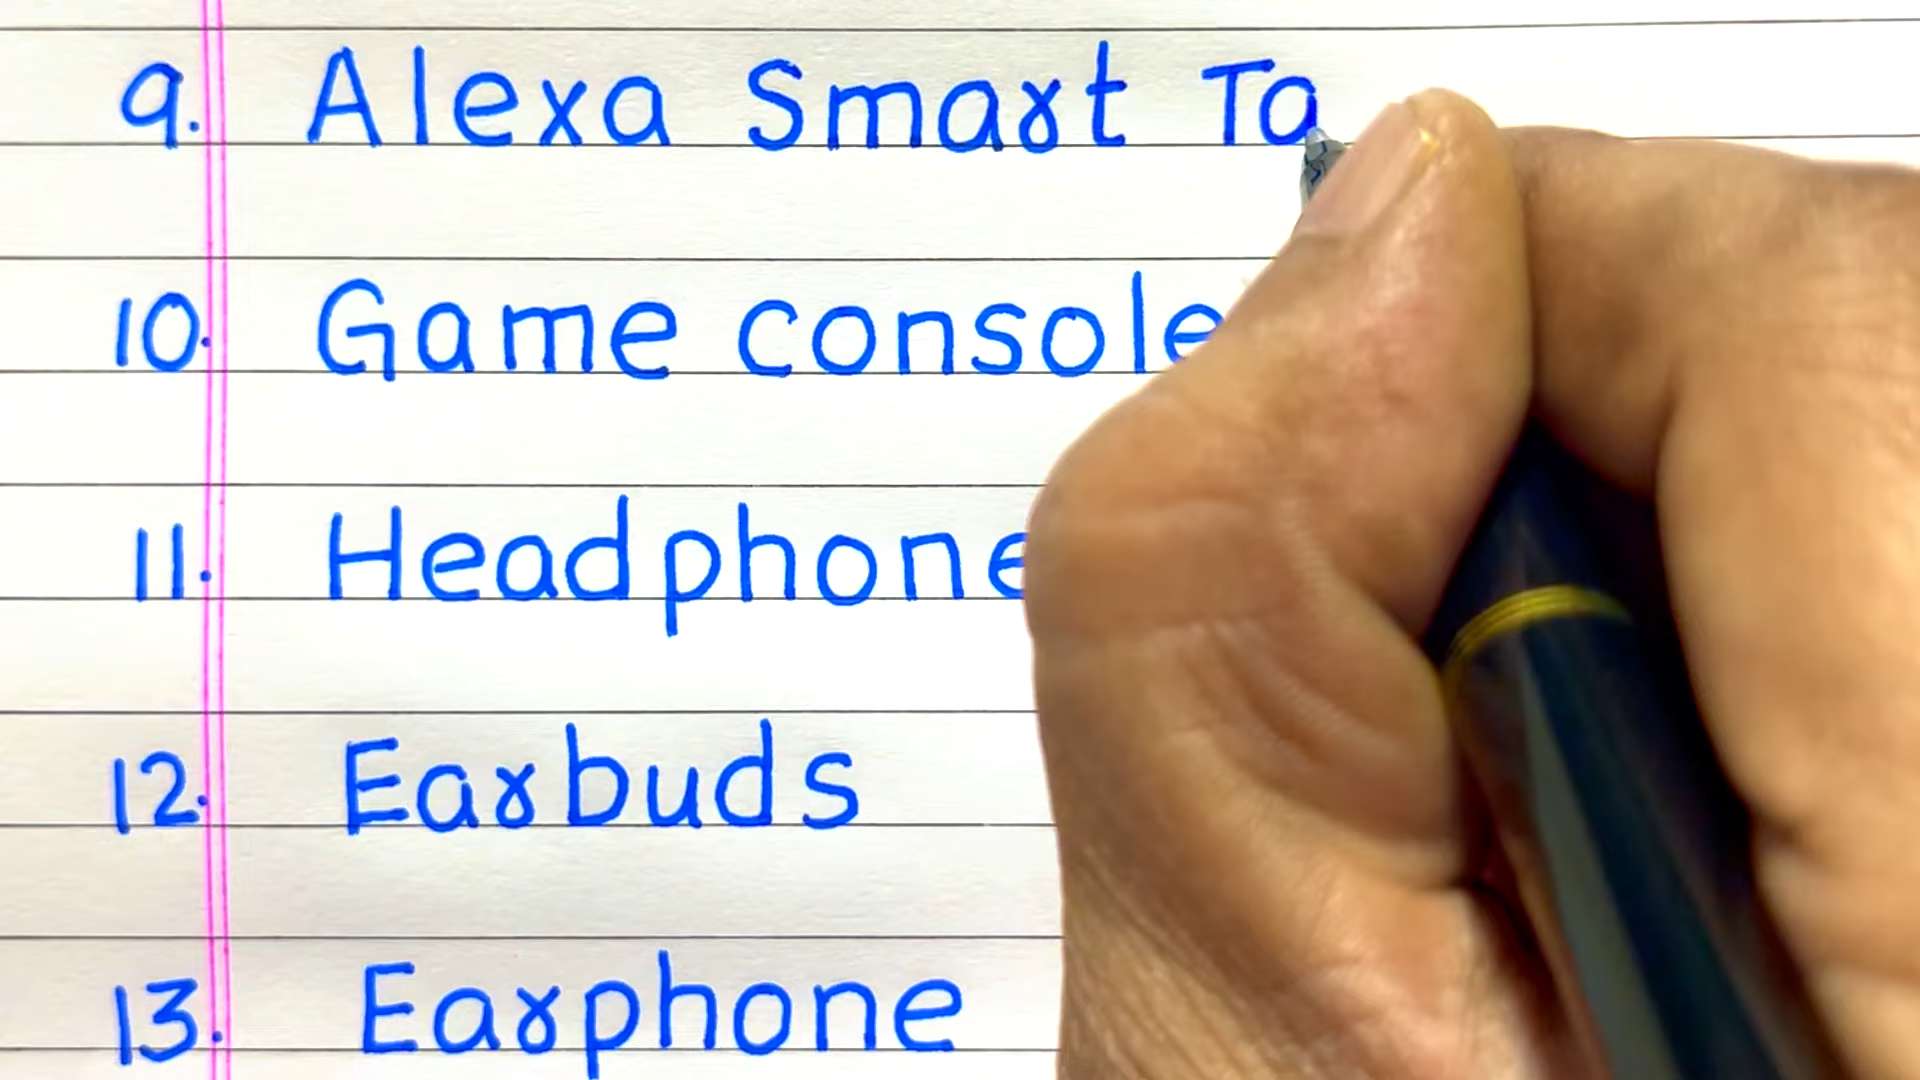 9. Alexa Smart Ta
10. Game console
11. Headphone
12. Earbuds
13. Earphone